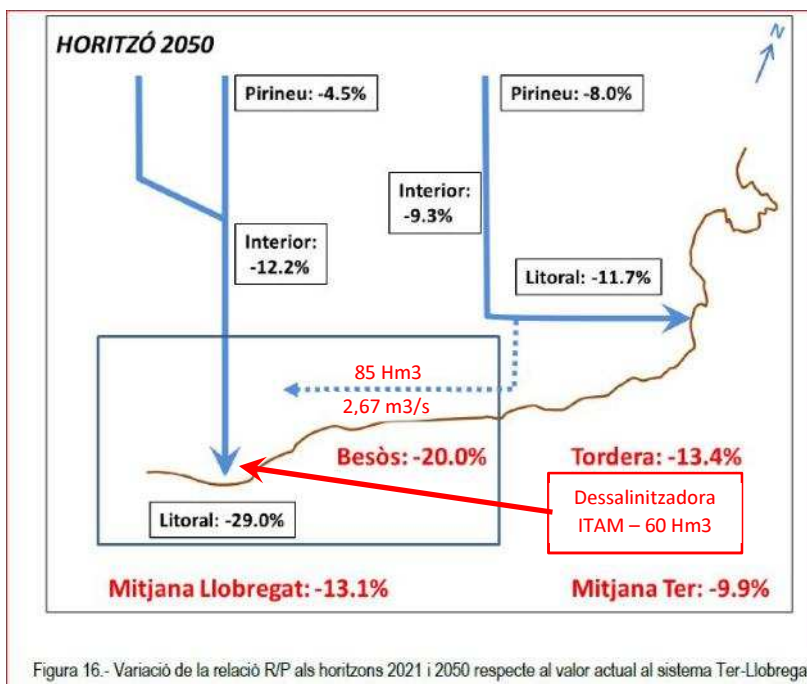 HORITZÓ 2050
N
Pirineu: -4.5%
Pirineu: -8.0%
Interior:
-9.3%
Interior:
-12.2%
Litoral: -11.7%
85 Hm3
2,67 m3/s
Besòs: -20.0%
Tordera: -13.4%
Dessalinitzadora
ITAM – 60 Hm3
Litoral: -29.0%
Mitjana Llobregat: -13.1%
Mitjana Ter: -9.9%
Figura 16.- Variació de la relació R/P als horitzons 2021 i 2050 respecte al valor actual al sistema Ter-Llobrega